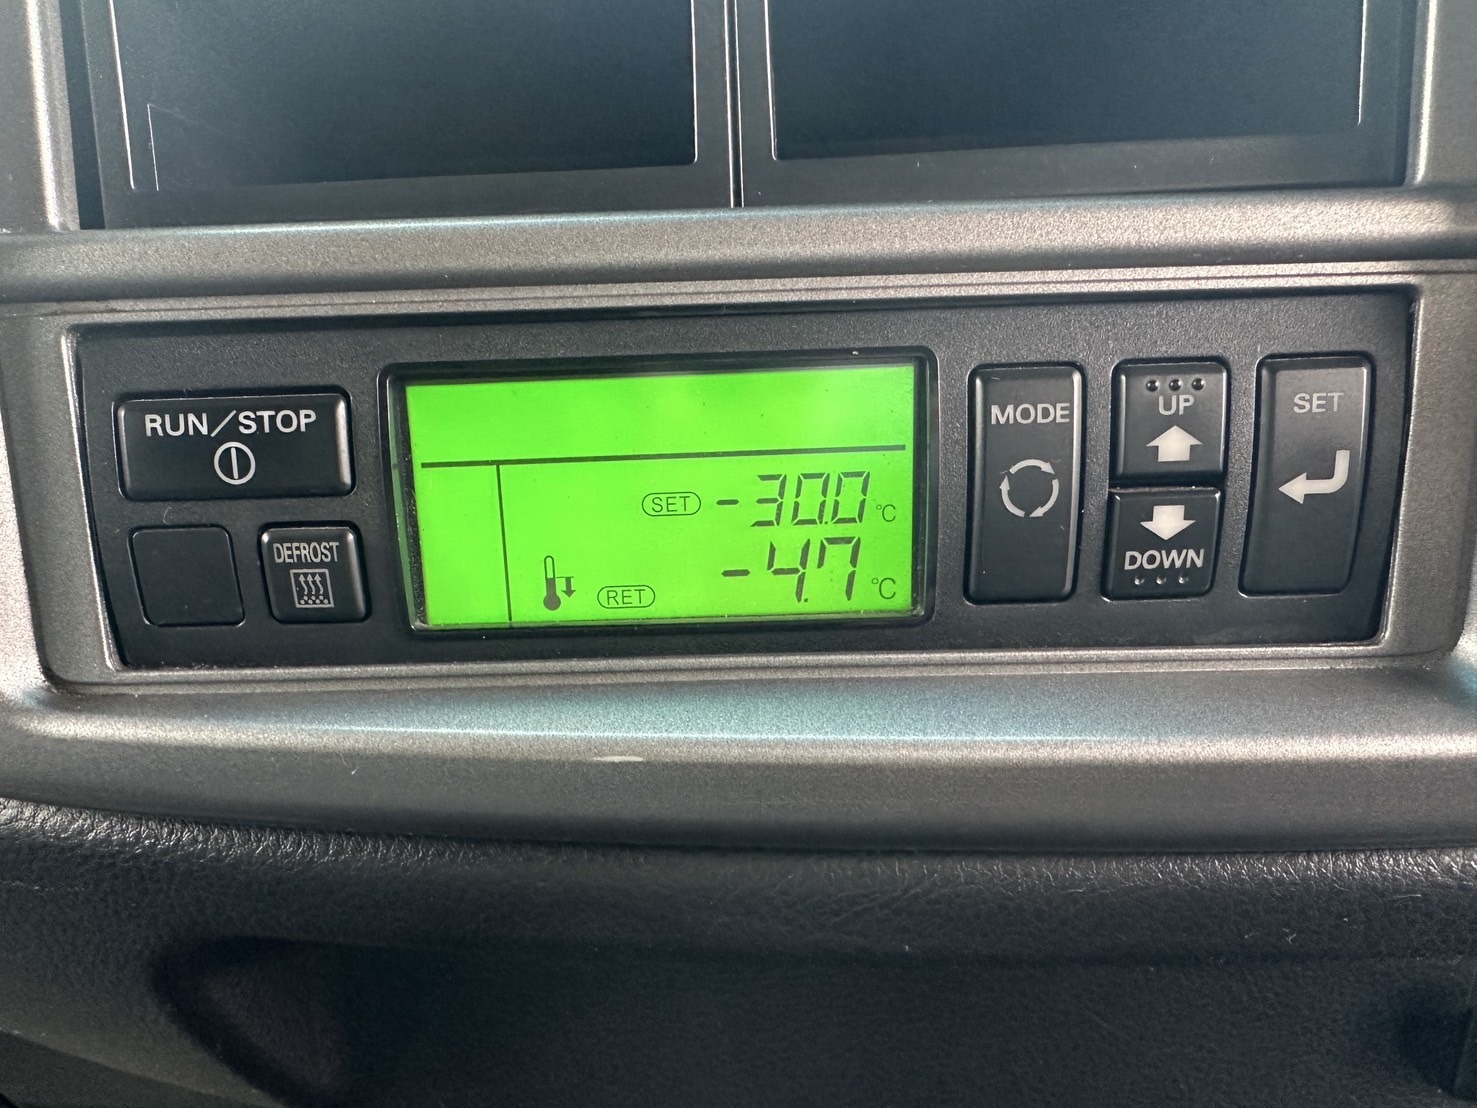 RUN/STOP
DEFROST
SET -30.0 °C
RET -4.7 °C
MODE
UP
DOWN
SET